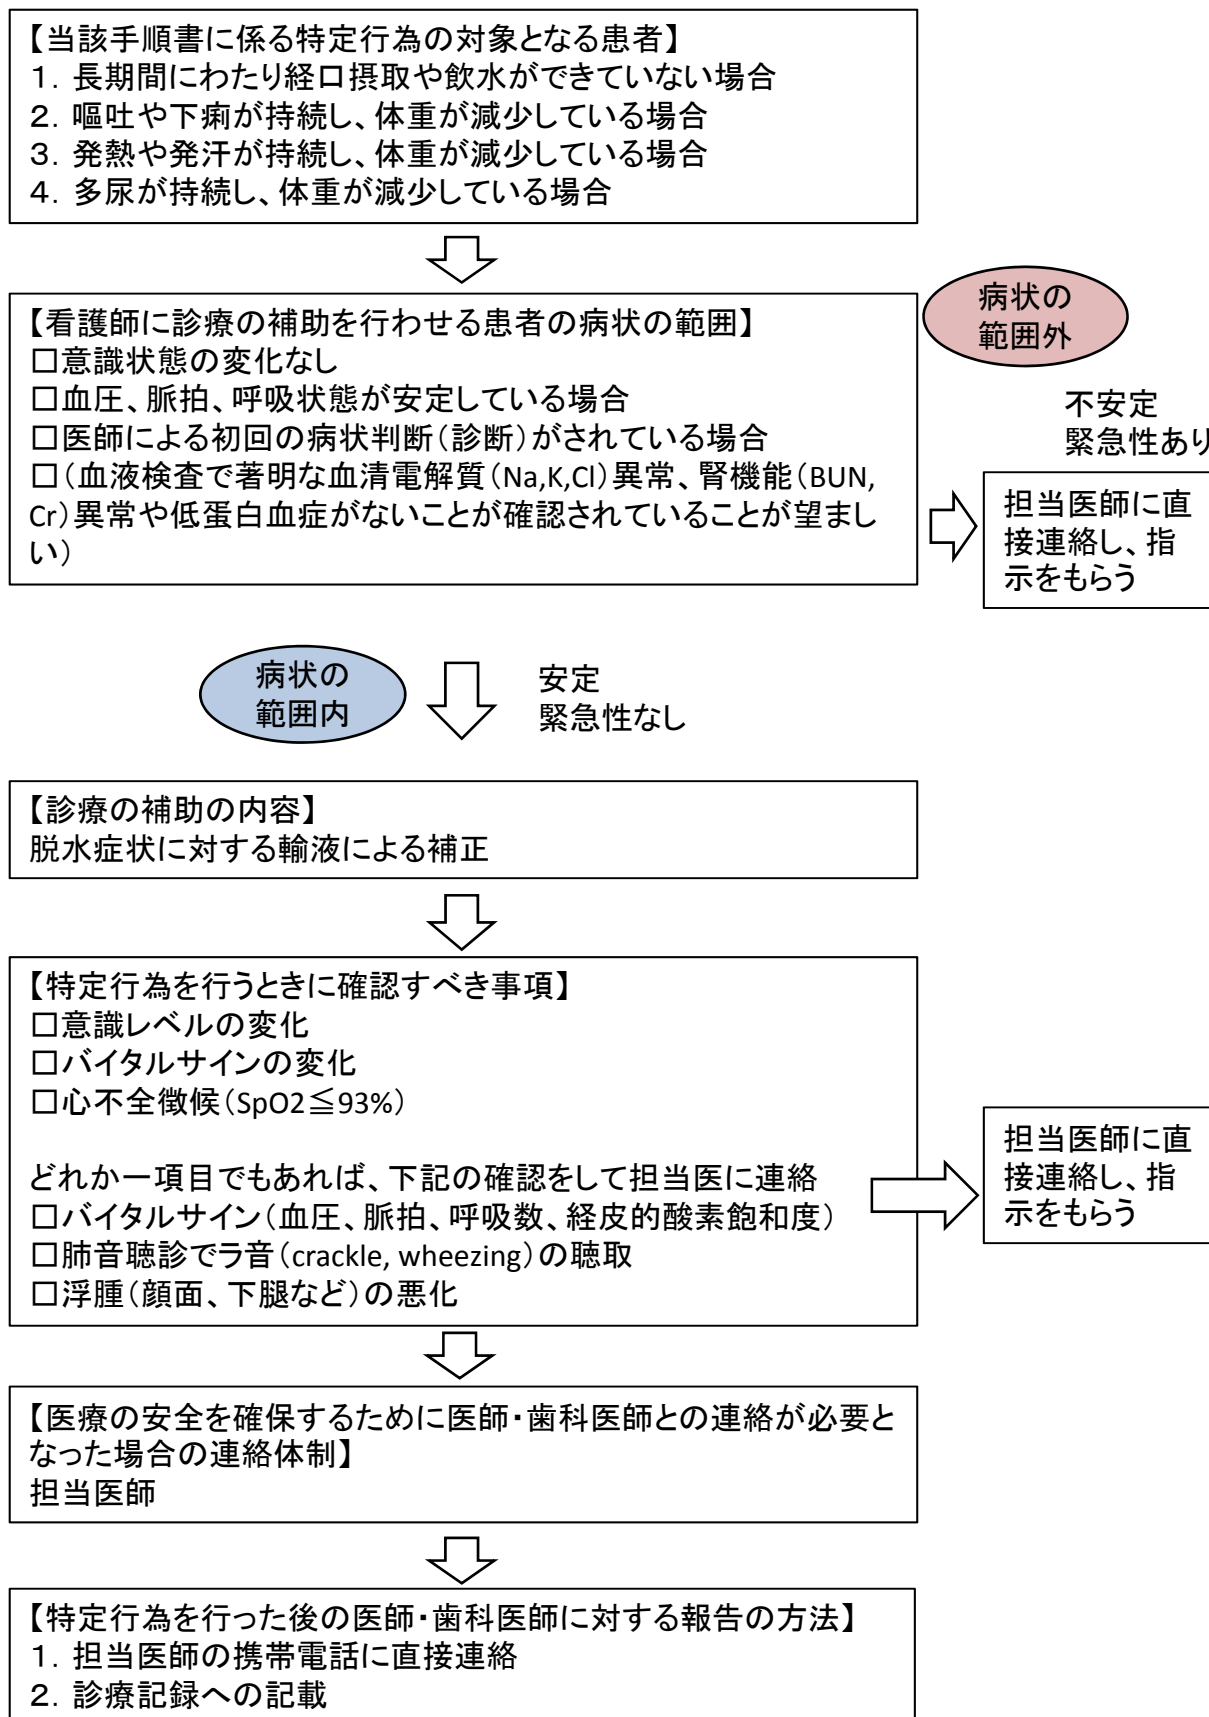 【当該手順書に係る特定行為の対象となる患者】
1．長期間にわたり経口摂取や飲水ができていない場合
2．嘔吐や下痢が持続し、体重が減少している場合
3．発熱や発汗が持続し、体重が減少している場合
4．多尿が持続し、体重が減少している場合
【看護師に診療の補助を行わせる患者の病状の範囲】
□意識状態の変化なし
□血圧、脈拍、呼吸状態が安定している場合
□医師による初回の病状判断（診断）がされている場合
□（血液検査で著明な血清電解質（Na,K,Cl）異常、腎機能（BUN,
Cr）異常や低蛋白血症がないことが確認されていることが望まし
い）
病状の
範囲外
不安定
緊急性あり
担当医師に直
接連絡し、指
示をもらう
病状の
範囲内
安定
緊急性なし
【診療の補助の内容】
脱水症状に対する輸液による補正
【特定行為を行うときに確認すべき事項】
□意識レベルの変化
□バイタルサインの変化
□心不全徴候（SpO2≦93%）
どれか一項目でもあれば、下記の確認をして担当医に連絡
□バイタルサイン（血圧、脈拍、呼吸数、経皮的酸素飽和度）
□肺音聴診でラ音（crackle, wheezing）の聴取
□浮腫（顔面、下腿など）の悪化
担当医師に直
接連絡し、指
示をもらう
【医療の安全を確保するために医師・歯科医師との連絡が必要と
なった場合の連絡体制】
担当医師
【特定行為を行った後の医師・歯科医師に対する報告の方法】
1．担当医師の携帯電話に直接連絡
2．診療記録への記載